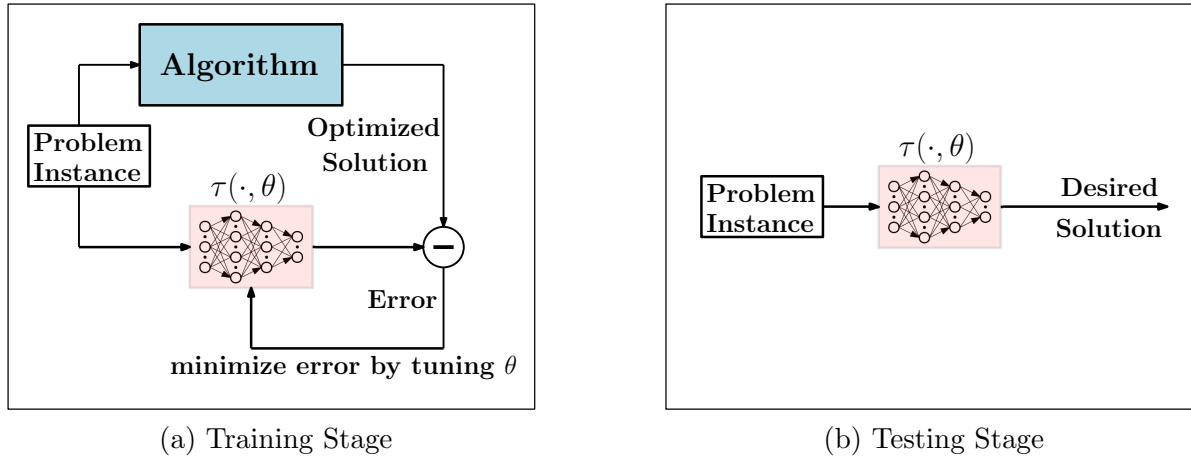 Algorithm
Problem
Instance
Optimized
Solution
τ(·, θ)
Error
minimize error by tuning θ
(a) Training Stage
τ(·, θ)
Problem
Instance
Desired
Solution
(b) Testing Stage